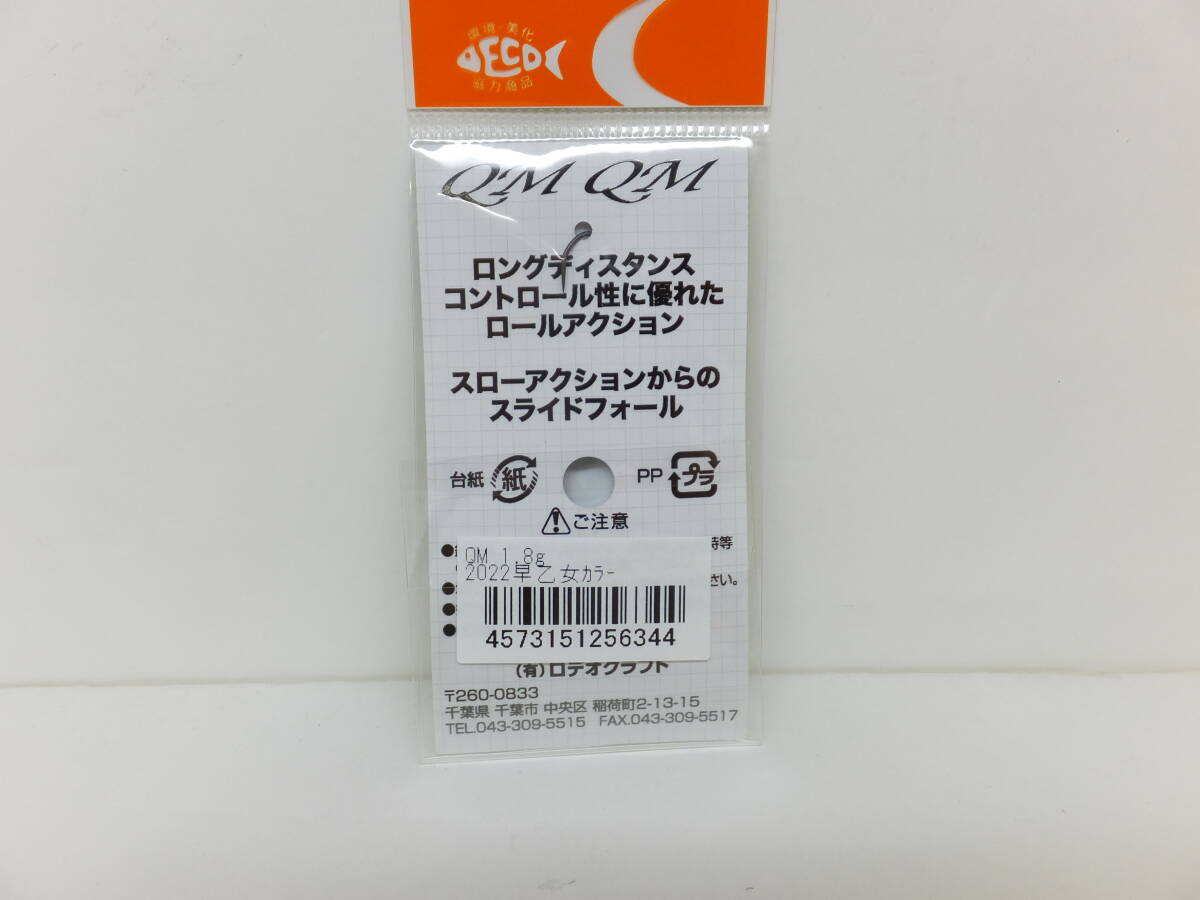 環境・美化
ECO
協力商品
QM QM
ロングディスタンス
コントロール性に優れた
ロールアクション
スローアクションからの
スライドフォール
台紙 紙 PP プラ
ご注意
時等
さい。
QM 1.8g
2022早乙女カラー
4573151256344
(有)ロデオクラフト
〒260-0833
千葉県 千葉市 中央区 稲荷町2-13-15
TEL.043-309-5515 FAX.043-309-5517